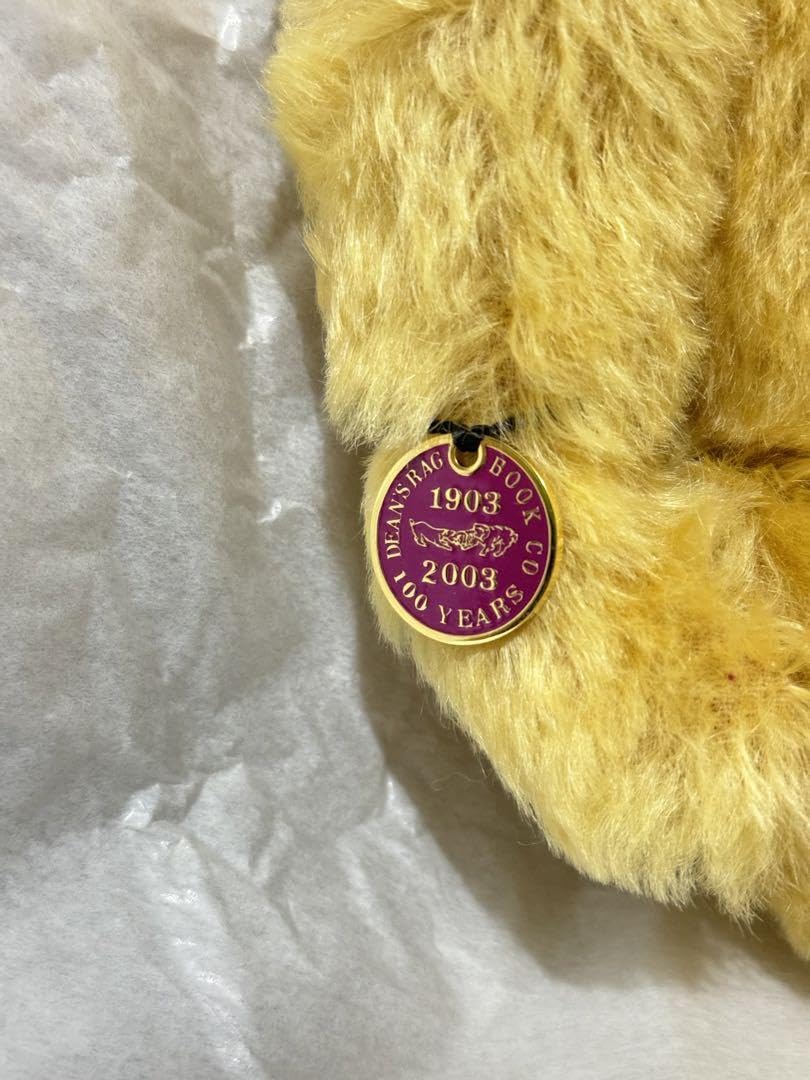 DEAN'S RAG BOOK CO
1903
2003
100 YEARS